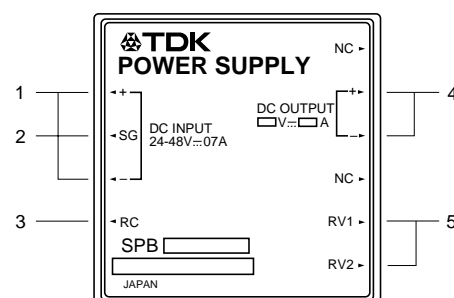 TDK
POWER SUPPLY
NC
1
+
DC OUTPUT
V⎓ A
+
4
2
SG
DC INPUT
24-48V⎓07A
−
−
NC
3
RC
RV1
5
SPB
RV2
JAPAN